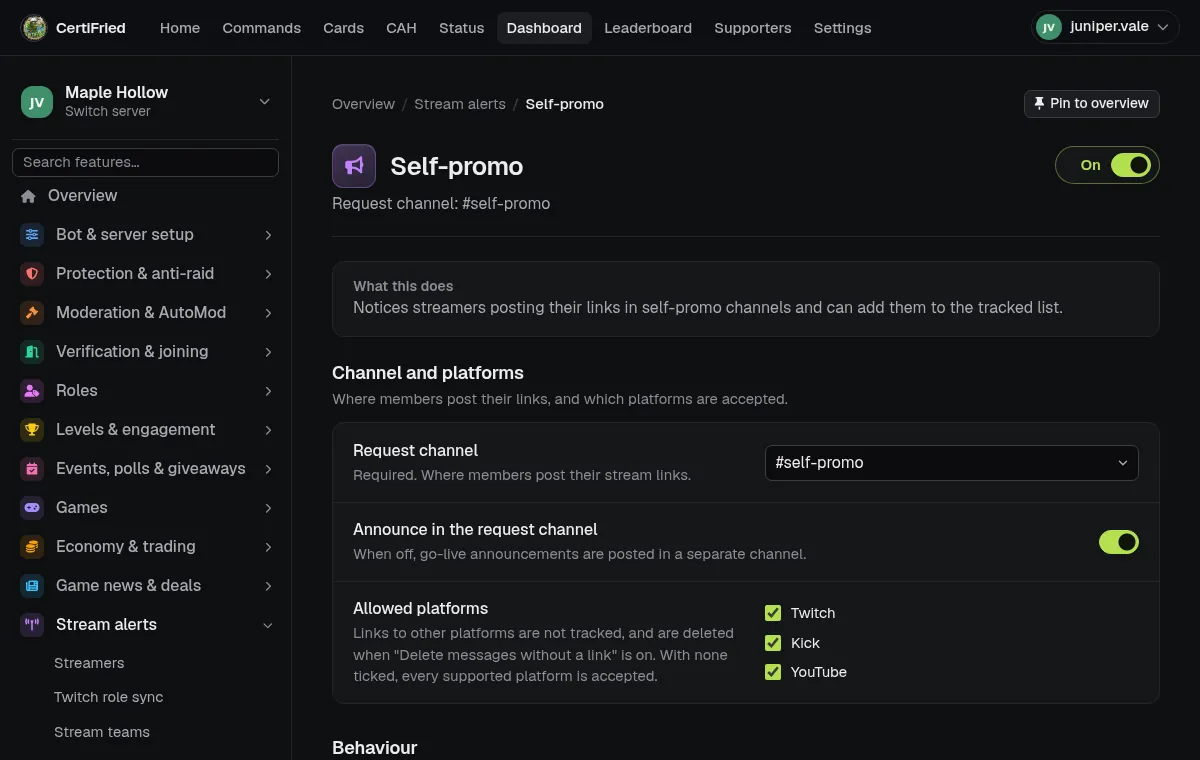 CertiFried
Home
Commands
Cards
CAH
Status
Dashboard
Leaderboard
Supporters
Settings
JV
juniper.vale
JV
Maple Hollow
Switch server
Search features...
Overview
Bot & server setup
Protection & anti-raid
Moderation & AutoMod
Verification & joining
Roles
Levels & engagement
Events, polls & giveaways
Games
Economy & trading
Game news & deals
Stream alerts
Streamers
Twitch role sync
Stream teams
Overview / Stream alerts / Self-promo
Pin to overview
Self-promo
On
Request channel: #self-promo
What this does
Notices streamers posting their links in self-promo channels and can add them to the tracked list.
Channel and platforms
Where members post their links, and which platforms are accepted.
Request channel
Required. Where members post their stream links.
#self-promo
Announce in the request channel
When off, go-live announcements are posted in a separate channel.
Allowed platforms
Links to other platforms are not tracked, and are deleted
when "Delete messages without a link" is on. With none
ticked, every supported platform is accepted.
Twitch
Kick
YouTube
Behaviour